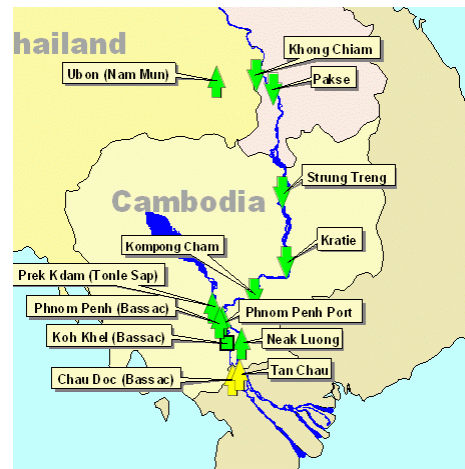 hailand
Khong Chiam
Ubon (Nam Mun)
Pakse
Strung Treng
Cambodia
Kompong Cham
Kratie
Prek Kdam (Tonle Sap)
Phnom Penh (Bassac)
Phnom Penh Port
Koh Khel (Bassac)
Neak Luong
Chau Doc (Bassac)
Tan Chau